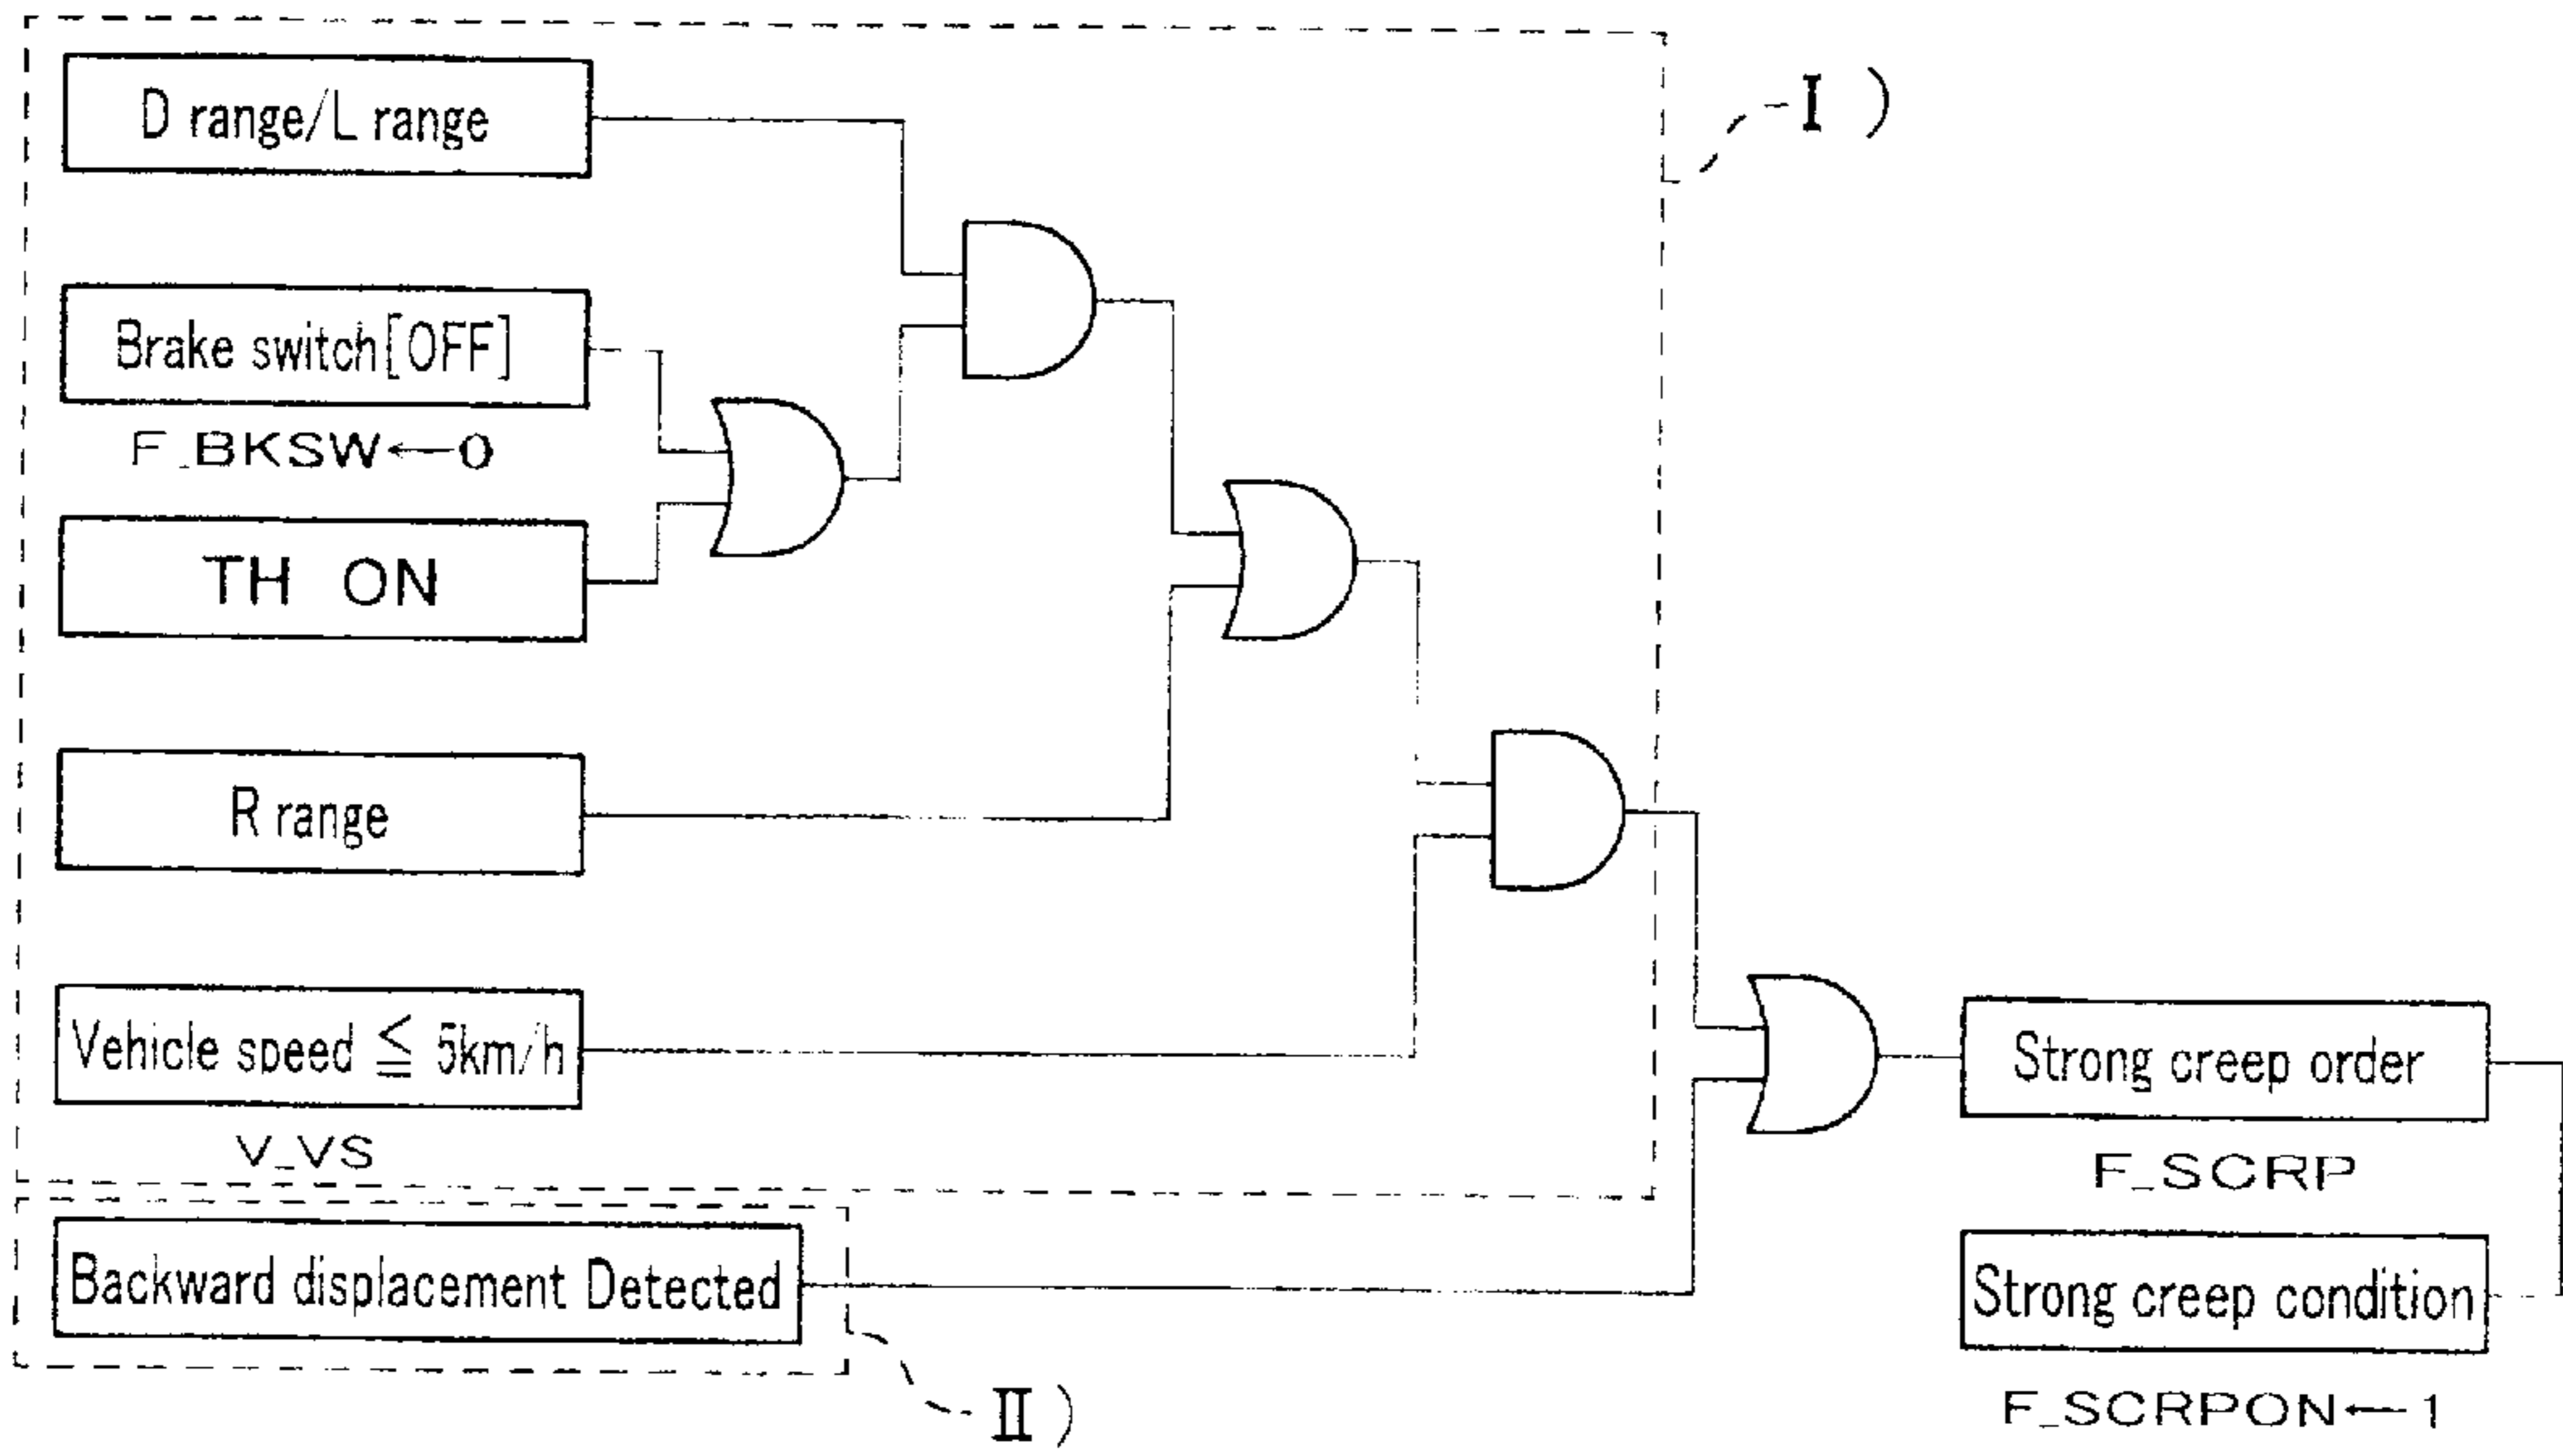 D range/L range
I )
Brake switch[OFF]
F_BKSW←0
TH ON
R range
Vehicle speed ≦ 5km/h
V_VS
Strong creep order
F_SCRP
Backward displacement Detected
Strong creep condition
II )
F_SCRPON←1